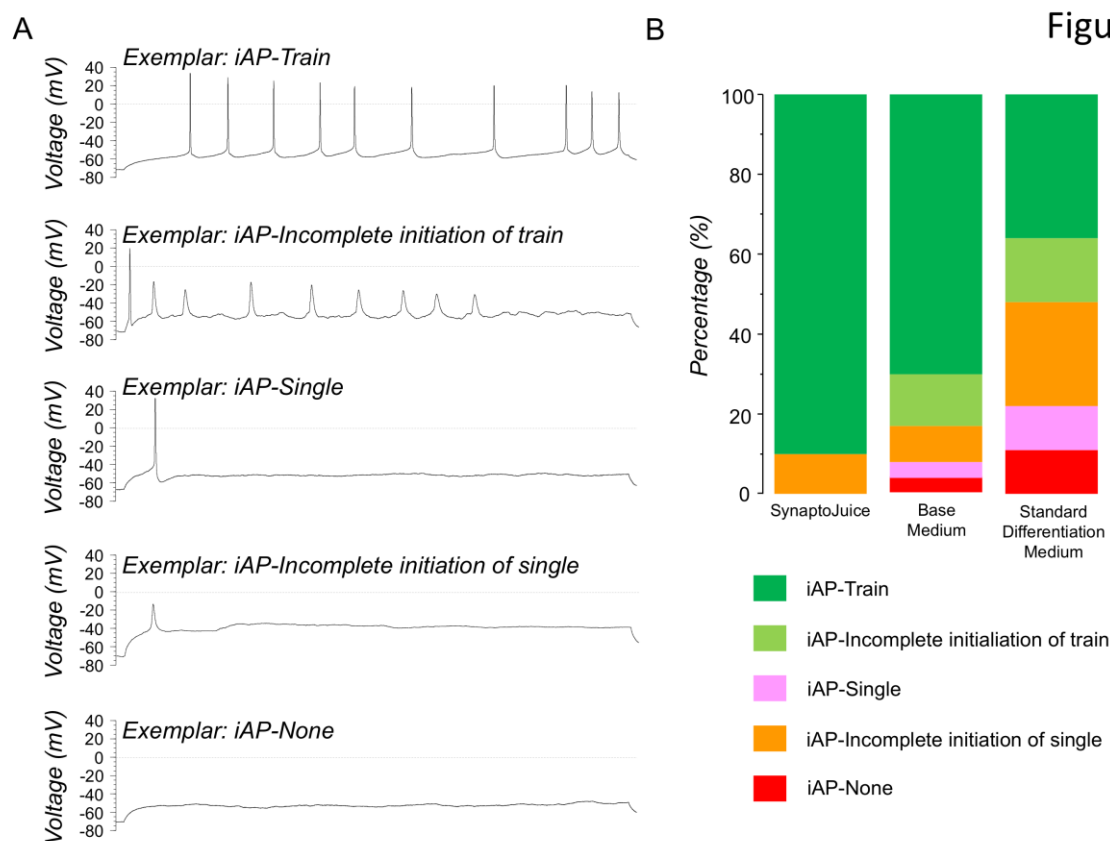 A
B
Figu
Exemplar: iAP-Train
Voltage (mV)
40
20
0
-20
-40
-60
-80
Exemplar: iAP-Incomplete initiation of train
Voltage (mV)
40
20
0
-20
-40
-60
-80
Exemplar: iAP-Single
Voltage (mV)
40
20
0
-20
-40
-60
-80
Exemplar: iAP-Incomplete initiation of single
Voltage (mV)
40
20
0
-20
-40
-60
-80
Exemplar: iAP-None
Voltage (mV)
40
20
0
-20
-40
-60
-80
Percentage (%)
100
80
60
40
20
0
SynaptoJuice
Base
Medium
Standard
Differentiation
Medium
iAP-Train
iAP-Incomplete initialiation of train
iAP-Single
iAP-Incomplete initiation of single
iAP-None